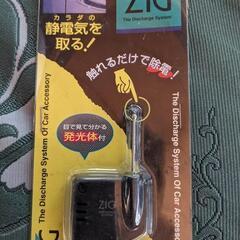 カラダの
静電気を
取る!
ZIG
The Discharge System
触れるだけで除電!
目で見て分かる
発光体付
The Discharge System Of Car Accessory
The Discharge System Of Car Accessory
ZIG